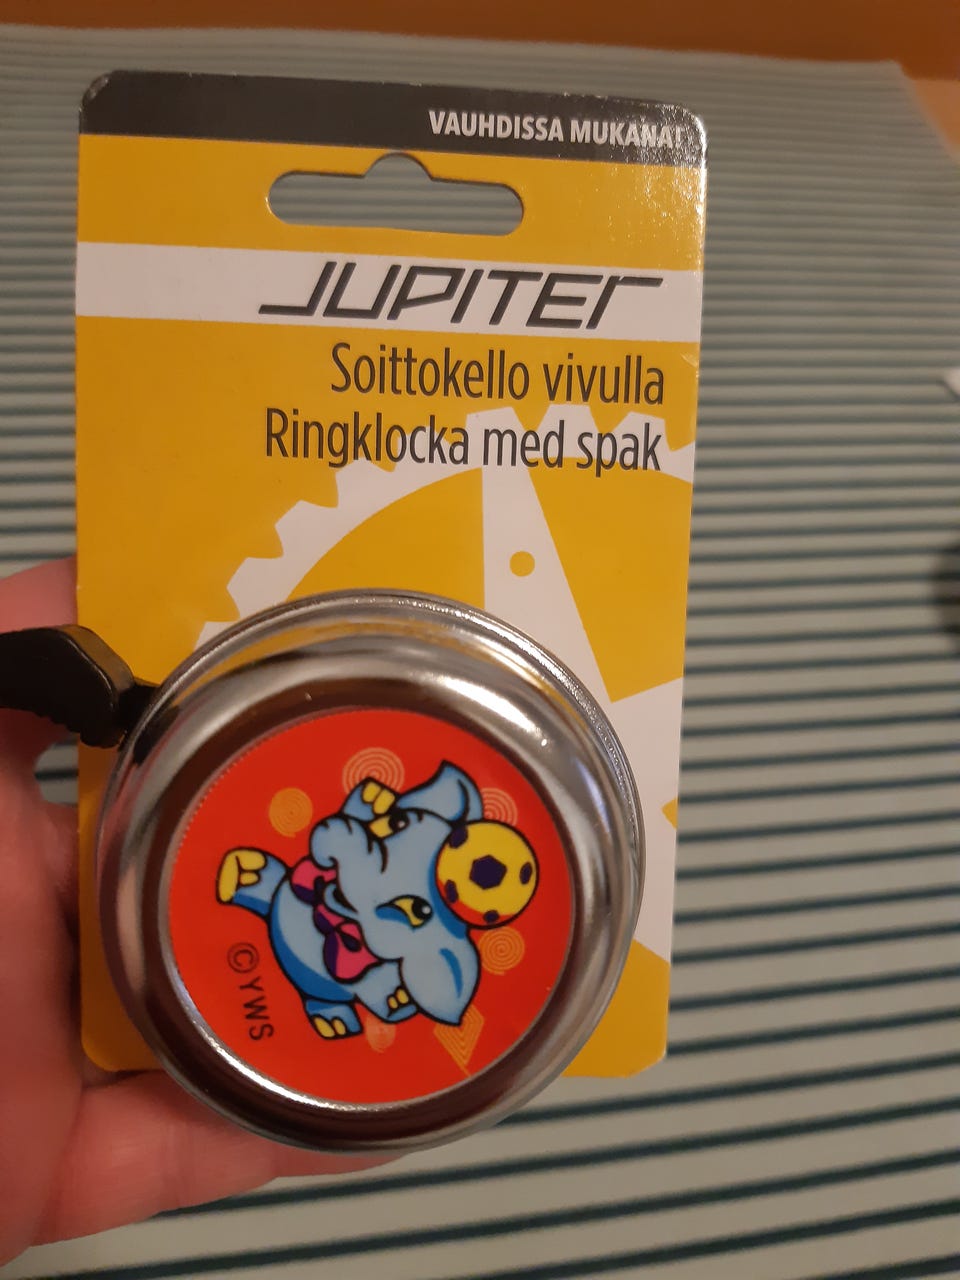 VAUHDISSA MUKANA!
JUPITER
Soittokello vivulla
Ringklocka med spak
©YWS